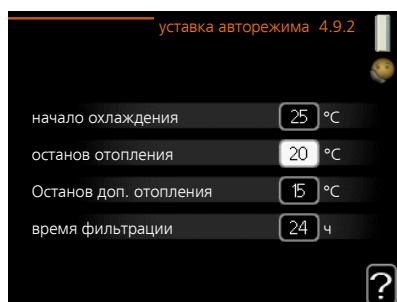 уставка авторежима 4.9.2
начало охлаждения 25 °C
останов отопления 20 °C
Останов доп. отопления 15 °C
время фильтрации 24 ч
?